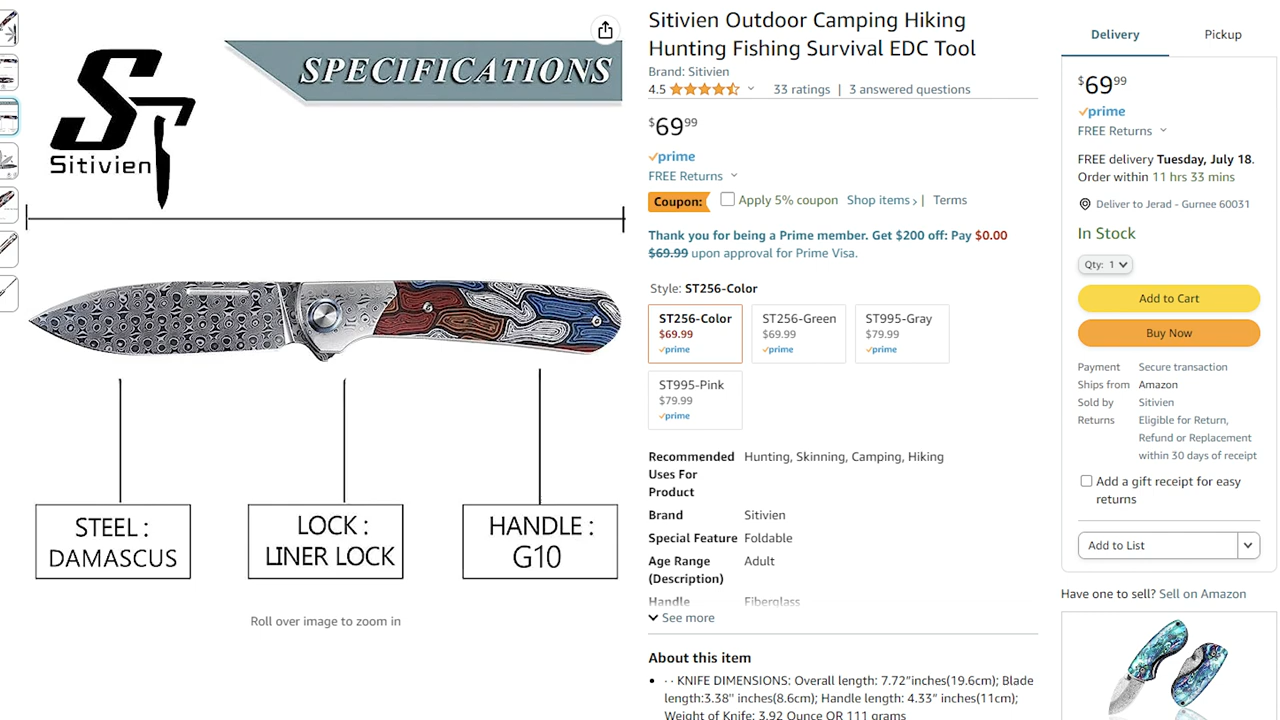 SPECIFICATIONS
Sitivien
STEEL :
DAMASCUS
LOCK :
LINER LOCK
HANDLE :
G10
Roll over image to zoom in
Sitivien Outdoor Camping Hiking
Hunting Fishing Survival EDC Tool
Brand: Sitivien
4.5 33 ratings | 3 answered questions
$69 99
prime
FREE Returns
Coupon: Apply 5% coupon Shop items › | Terms
Thank you for being a Prime member. Get $200 off: Pay $0.00
$69.99 upon approval for Prime Visa.
Style: ST256-Color
ST256-Color ST256-Green ST995-Gray
$69.99 $69.99 $79.99
prime prime prime
ST995-Pink
$79.99
prime
Recommended Hunting, Skinning, Camping, Hiking
Uses For
Product
Brand Sitivien
Special Feature Foldable
Age Range Adult
(Description)
Handle Fiberglass
See more
About this item
• · · KNIFE DIMENSIONS: Overall length: 7.72"inches(19.6cm); Blade
length:3.38" inches(8.6cm); Handle length: 4.33" inches(11cm);
Weight of Knife: 3.92 Ounce OR 111 grams
Delivery Pickup
$69 99
prime
FREE Returns
FREE delivery Tuesday, July 18.
Order within 11 hrs 33 mins
Deliver to Jerad - Gurnee 60031
In Stock
Qty: 1
Add to Cart
Buy Now
Payment Secure transaction
Ships from Amazon
Sold by Sitivien
Returns Eligible for Return,
Refund or Replacement
within 30 days of receipt
Add a gift receipt for easy
returns
Add to List
Have one to sell? Sell on Amazon